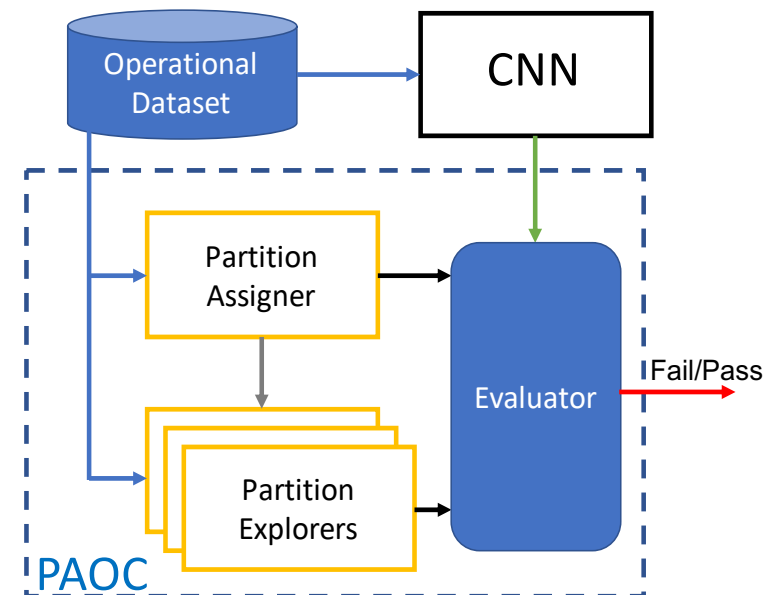 Operational
Dataset
CNN
Partition
Assigner
Evaluator
Fail/Pass
Partition
Explorers
PAOC